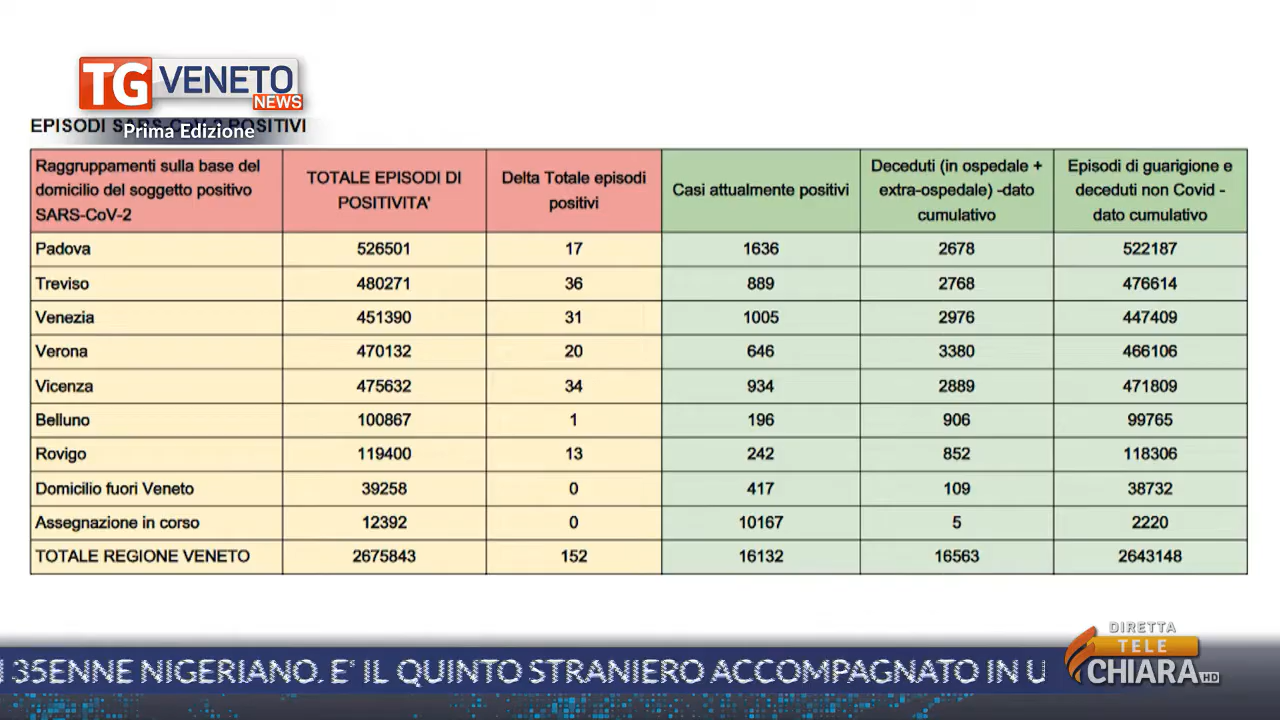 TG VENETO
NEWS
Prima Edizione
EPISODI SARS-CoV-2 POSITIVI
Raggruppamenti sulla base del domicilio del soggetto positivo SARS-CoV-2 TOTALE EPISODI DI POSITIVITA' Delta Totale episodi positivi Casi attualmente positivi Deceduti (in ospedale + extra-ospedale) -dato cumulativo Episodi di guarigione e deceduti non Covid - dato cumulativo
Padova 526501 17 1636 2678 522187
Treviso 480271 36 889 2768 476614
Venezia 451390 31 1005 2976 447409
Verona 470132 20 646 3380 466106
Vicenza 475632 34 934 2889 471809
Belluno 100867 1 196 906 99765
Rovigo 119400 13 242 852 118306
Domicilio fuori Veneto 39258 0 417 109 38732
Assegnazione in corso 12392 0 10167 5 2220
TOTALE REGIONE VENETO 2675843 152 16132 16563 2643148
DIRETTA
TELE
CHIARA HD
35ENNE NIGERIANO. E' IL QUINTO STRANIERO ACCOMPAGNATO IN U